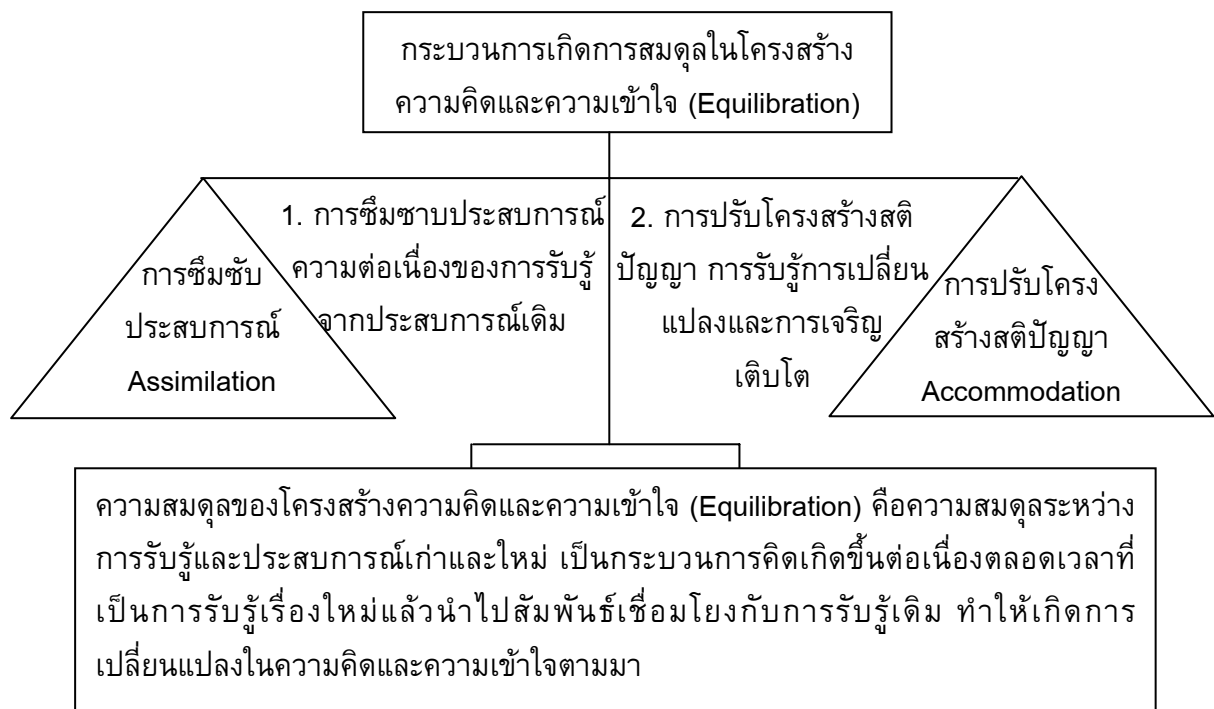 กระบวนการเกิดการสมดุลในโครงสร้าง
ความคิดและความเข้าใจ (Equilibration)
การซึมซับ
ประสบการณ์
Assimilation
1. การซึมซาบประสบการณ์
ความต่อเนื่องของการรับรู้
จากประสบการณ์เดิม
2. การปรับโครงสร้างสติ
ปัญญา การรับรู้การเปลี่ยน
แปลงและการเจริญ
เติบโต
การปรับโครง
สร้างสติปัญญา
Accommodation
ความสมดุลของโครงสร้างความคิดและความเข้าใจ (Equilibration) คือความสมดุลระหว่าง
การรับรู้และประสบการณ์เก่าและใหม่ เป็นกระบวนการคิดเกิดขึ้นต่อเนื่องตลอดเวลาที่
เป็นการรับรู้เรื่องใหม่แล้วนำไปสัมพันธ์เชื่อมโยงกับการรับรู้เดิม ทำให้เกิดการ
เปลี่ยนแปลงในความคิดและความเข้าใจตามมา